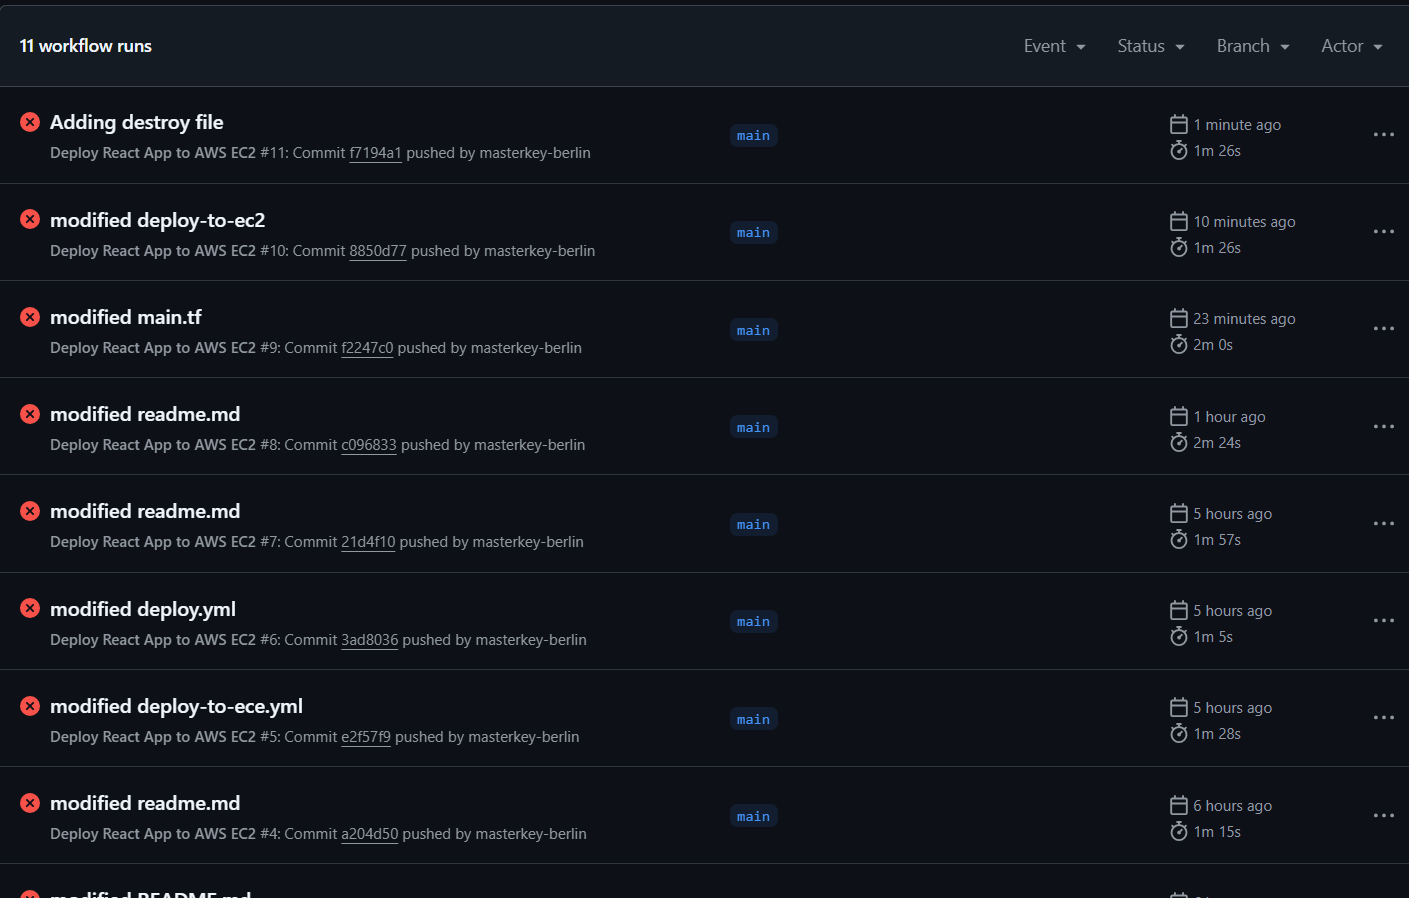 11 workflow runs
Event Status Branch Actor
Adding destroy file
Deploy React App to AWS EC2 #11: Commit f7194a1 pushed by masterkey-berlin
main
1 minute ago
1m 26s
modified deploy-to-ec2
Deploy React App to AWS EC2 #10: Commit 8850d77 pushed by masterkey-berlin
main
10 minutes ago
1m 26s
modified main.tf
Deploy React App to AWS EC2 #9: Commit f2247c0 pushed by masterkey-berlin
main
23 minutes ago
2m 0s
modified readme.md
Deploy React App to AWS EC2 #8: Commit c096833 pushed by masterkey-berlin
main
1 hour ago
2m 24s
modified readme.md
Deploy React App to AWS EC2 #7: Commit 21d4f10 pushed by masterkey-berlin
main
5 hours ago
1m 57s
modified deploy.yml
Deploy React App to AWS EC2 #6: Commit 3ad8036 pushed by masterkey-berlin
main
5 hours ago
1m 5s
modified deploy-to-ece.yml
Deploy React App to AWS EC2 #5: Commit e2f57f9 pushed by masterkey-berlin
main
5 hours ago
1m 28s
modified readme.md
Deploy React App to AWS EC2 #4: Commit a204d50 pushed by masterkey-berlin
main
6 hours ago
1m 15s
modified README.md